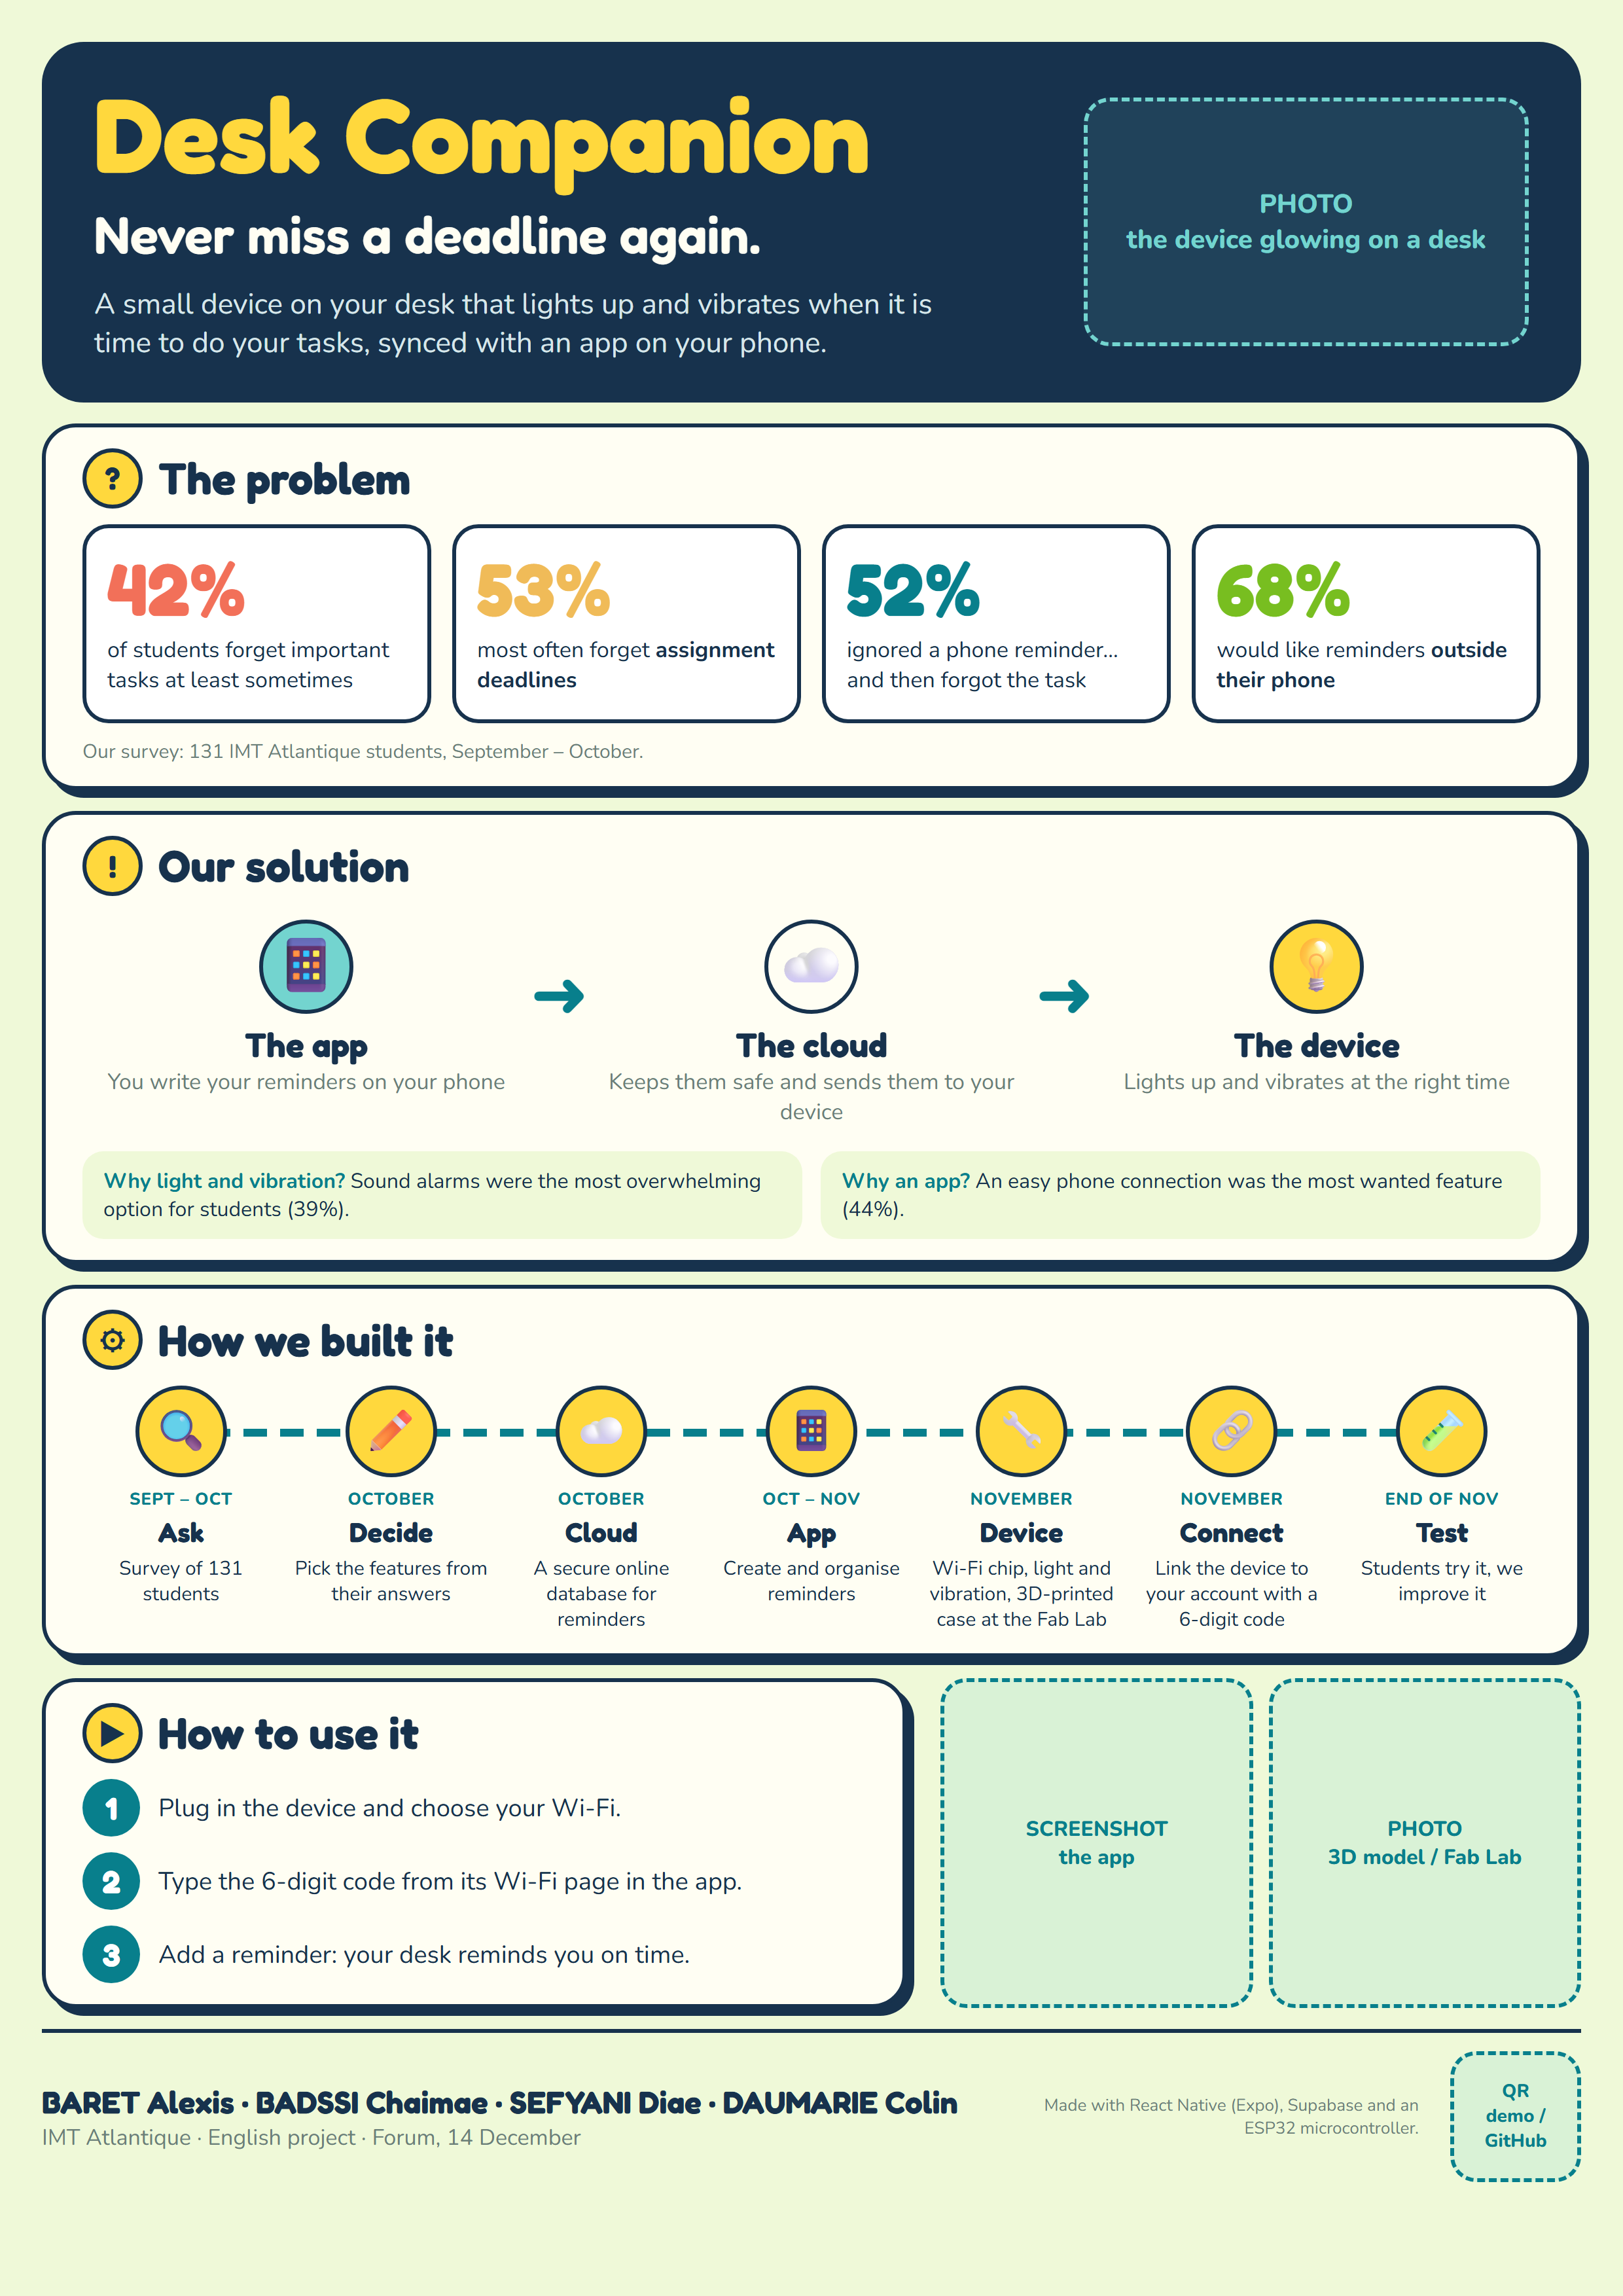 Desk Companion
Never miss a deadline again.
A small device on your desk that lights up and vibrates when it is
time to do your tasks, synced with an app on your phone.
PHOTO
the device glowing on a desk
?
The problem
42%
of students forget important
tasks at least sometimes
53%
most often forget assignment
deadlines
52%
ignored a phone reminder...
and then forgot the task
68%
would like reminders outside
their phone
Our survey: 131 IMT Atlantique students, September – October.
!
Our solution
The app
You write your reminders on your phone
The cloud
Keeps them safe and sends them to your
device
The device
Lights up and vibrates at the right time
Why light and vibration? Sound alarms were the most overwhelming
option for students (39%).
Why an app? An easy phone connection was the most wanted feature
(44%).
How we built it
SEPT – OCT
Ask
Survey of 131
students
OCTOBER
Decide
Pick the features from
their answers
OCTOBER
Cloud
A secure online
database for
reminders
OCT – NOV
App
Create and organise
reminders
NOVEMBER
Device
Wi-Fi chip, light and
vibration, 3D-printed
case at the Fab Lab
NOVEMBER
Connect
Link the device to
your account with a
6-digit code
END OF NOV
Test
Students try it, we
improve it
How to use it
1 Plug in the device and choose your Wi-Fi.
2 Type the 6-digit code from its Wi-Fi page in the app.
3 Add a reminder: your desk reminds you on time.
SCREENSHOT
the app
PHOTO
3D model / Fab Lab
BARET Alexis · BADSSI Chaimae · SEFYANI Diae · DAUMARIE Colin
IMT Atlantique · English project · Forum, 14 December
Made with React Native (Expo), Supabase and an
ESP32 microcontroller.
QR
demo /
GitHub